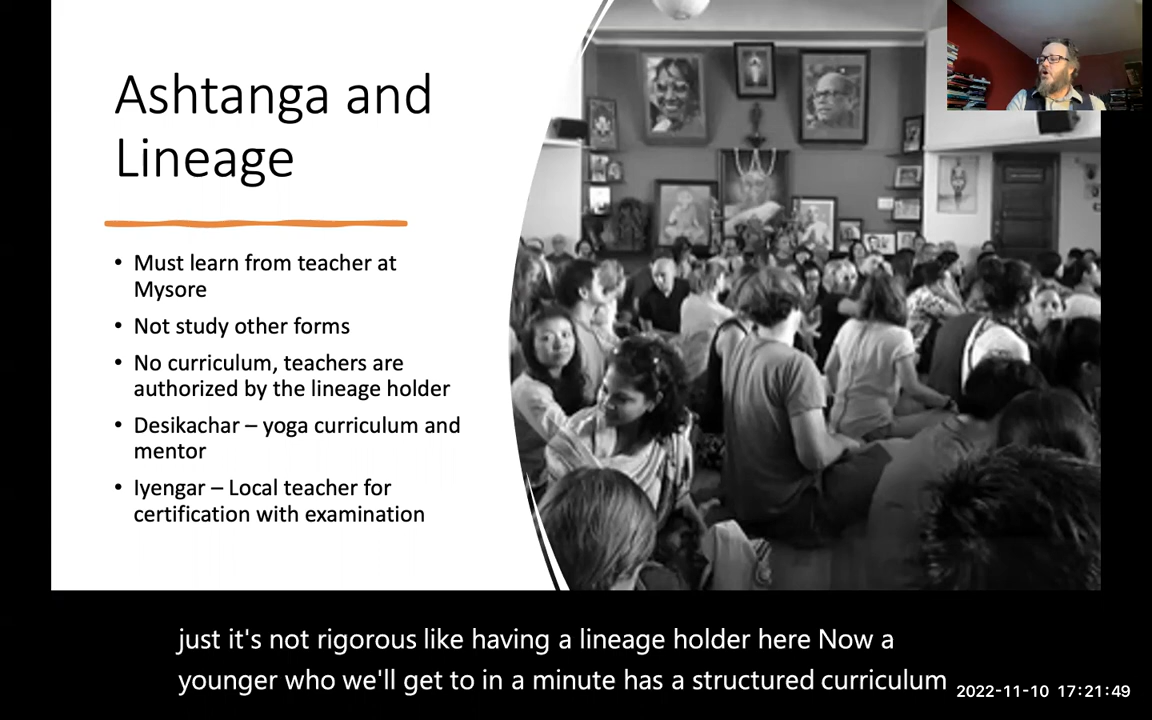 Ashtanga and
Lineage
• Must learn from teacher at
Mysore
• Not study other forms
• No curriculum, teachers are
authorized by the lineage holder
• Desikachar – yoga curriculum and
mentor
• Iyengar – Local teacher for
certification with examination
just it's not rigorous like having a lineage holder here Now a
younger who we'll get to in a minute has a structured curriculum
2022-11-10 17:21:49